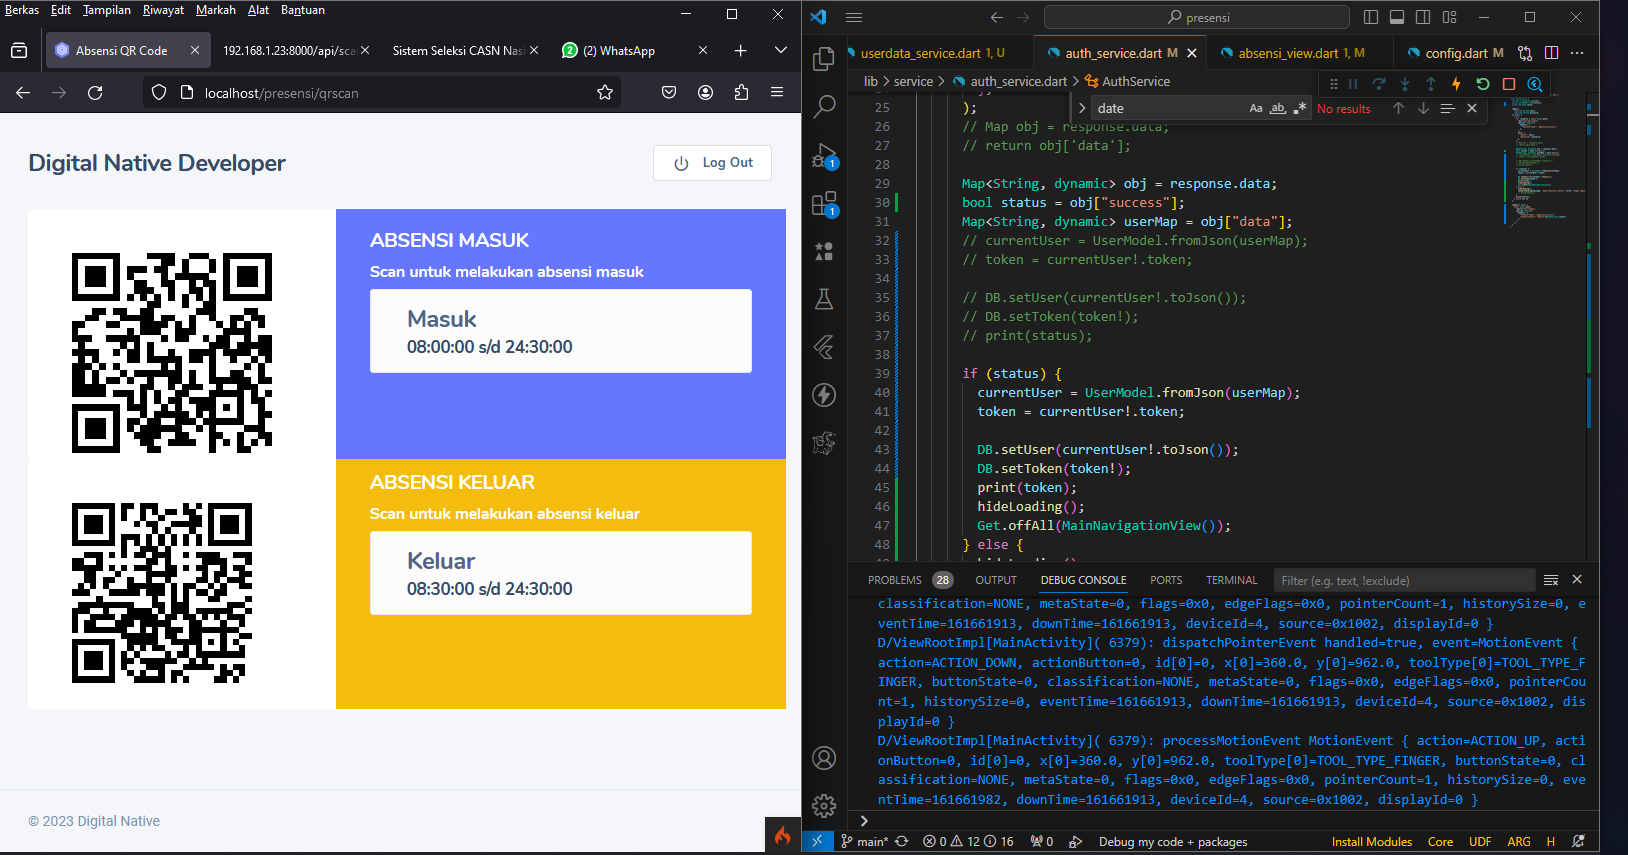 Berkas Edit Tampilan Riwayat Markah Alat Bantuan
Absensi QR Code
192.168.1.23:8000/api/sca
Sistem Seleksi CASN Nasi
(2) WhatsApp
localhost/presensi/qrscan
Digital Native Developer
Log Out
ABSENSI MASUK
Scan untuk melakukan absensi masuk
Masuk
08:00:00 s/d 24:30:00
ABSENSI KELUAR
Scan untuk melakukan absensi keluar
Keluar
08:30:00 s/d 24:30:00
© 2023 Digital Native
presensi
userdata_service.dart 1, U
auth_service.dart M
absensi_view.dart 1, M
config.dart M
lib > service > auth_service.dart > AuthService
date
Aa ab .*
No results
25 );
26 // Map obj = response.data;
27 // return obj['data'];
28
29 Map<String, dynamic> obj = response.data;
30 bool status = obj["success"];
31 Map<String, dynamic> userMap = obj["data"];
32 // currentUser = UserModel.fromJson(userMap);
33 // token = currentUser!.token;
34
35 // DB.setUser(currentUser!.toJson());
36 // DB.setToken(token!);
37 // print(status);
38
39 if (status) {
40 currentUser = UserModel.fromJson(userMap);
41 token = currentUser!.token;
42
43 DB.setUser(currentUser!.toJson());
44 DB.setToken(token!);
45 print(token);
46 hideLoading();
47 Get.offAll(MainNavigationView());
48 } else {
PROBLEMS 28 OUTPUT DEBUG CONSOLE PORTS TERMINAL Filter (e.g. text, !exclude)
classification=NONE, metaState=0, flags=0x0, edgeFlags=0x0, pointerCount=1, historySize=0, e
ventTime=161661913, downTime=161661913, deviceId=4, source=0x1002, displayId=0 }
D/ViewRootImpl[MainActivity]( 6379): dispatchPointerEvent handled=true, event=MotionEvent {
action=ACTION_DOWN, actionButton=0, id[0]=0, x[0]=360.0, y[0]=962.0, toolType[0]=TOOL_TYPE_F
INGER, buttonState=0, classification=NONE, metaState=0, flags=0x0, edgeFlags=0x0, pointerCou
nt=1, historySize=0, eventTime=161661913, downTime=161661913, deviceId=4, source=0x1002, dis
playId=0 }
D/ViewRootImpl[MainActivity]( 6379): processMotionEvent MotionEvent { action=ACTION_UP, acti
onButton=0, id[0]=0, x[0]=360.0, y[0]=962.0, toolType[0]=TOOL_TYPE_FINGER, buttonState=0, cl
assification=NONE, metaState=0, flags=0x0, edgeFlags=0x0, pointerCount=1, historySize=0, eve
ntTime=161661982, downTime=161661913, deviceId=4, source=0x1002, displayId=0 }
main* 0 12 16 0 Debug my code + packages Install Modules Core UDF ARG H